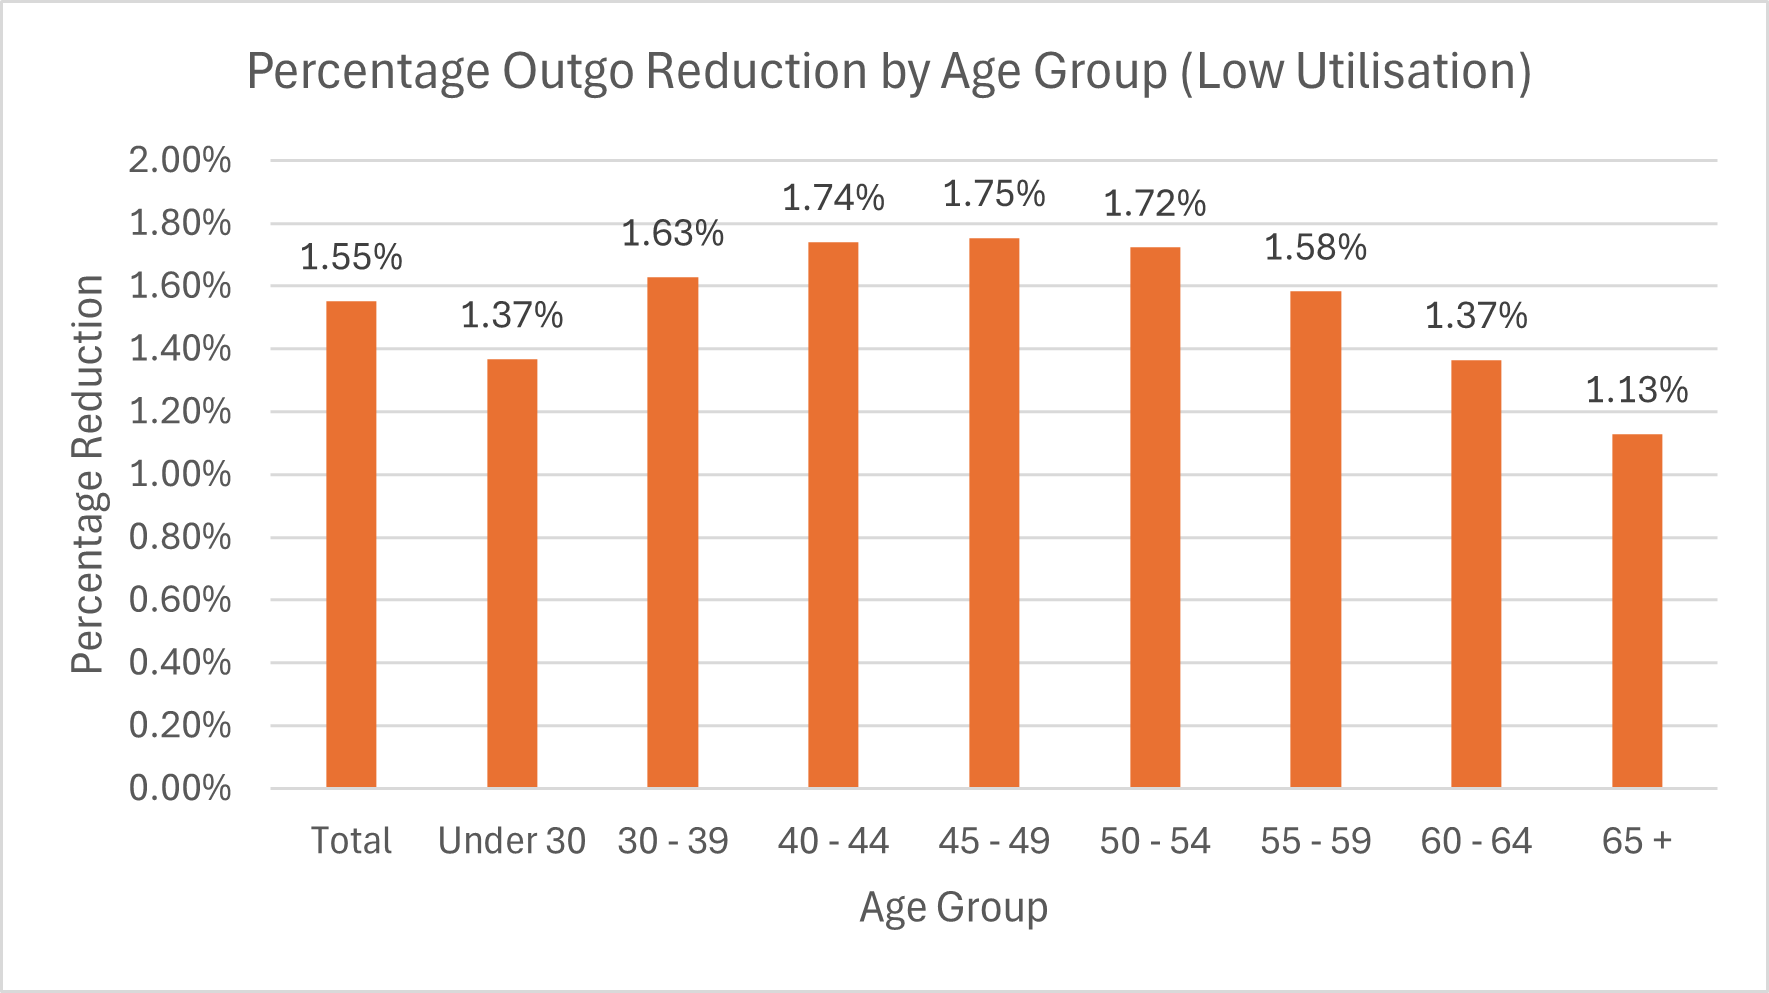 Percentage Outgo Reduction by Age Group (Low Utilisation)
Percentage Reduction
2.00%
1.80%
1.60%
1.40%
1.20%
1.00%
0.80%
0.60%
0.40%
0.20%
0.00%
1.55%
1.37%
1.63%
1.74%
1.75%
1.72%
1.58%
1.37%
1.13%
Total
Under 30
30 - 39
40 - 44
45 - 49
50 - 54
55 - 59
60 - 64
65 +
Age Group